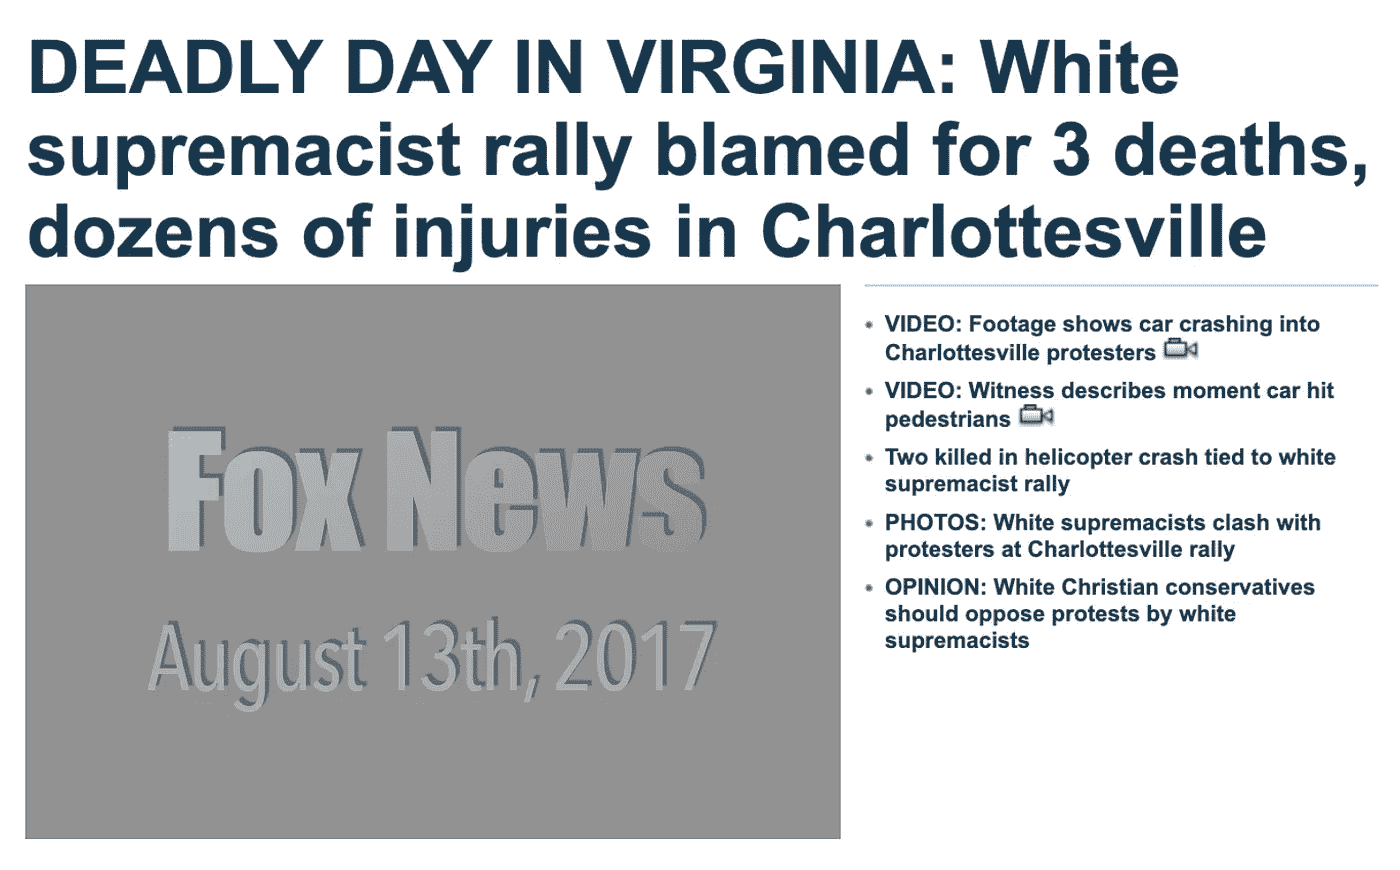 DEADLY DAY IN VIRGINIA: White
supremacist rally blamed for 3 deaths,
dozens of injuries in Charlottesville
Fox News
August 13th, 2017
VIDEO: Footage shows car crashing into
Charlottesville protesters
VIDEO: Witness describes moment car hit
pedestrians
Two killed in helicopter crash tied to white
supremacist rally
PHOTOS: White supremacists clash with
protesters at Charlottesville rally
OPINION: White Christian conservatives
should oppose protests by white
supremacists